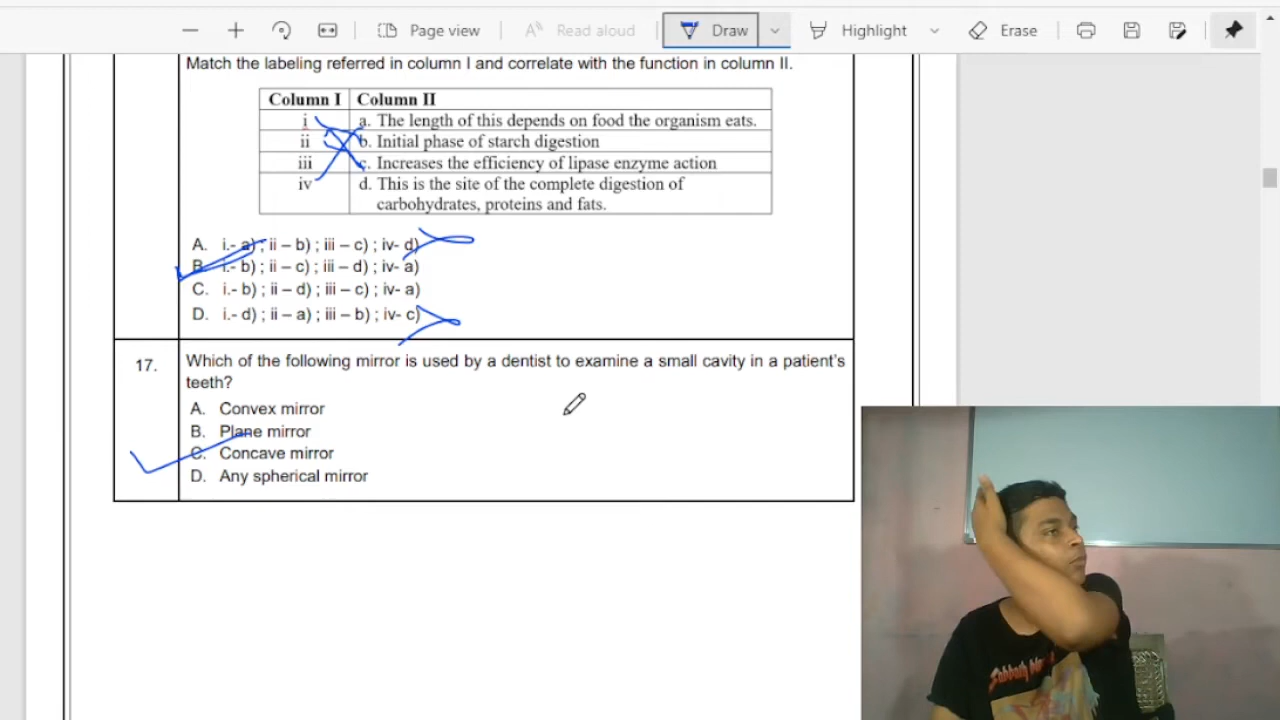 Page view
Read aloud
Draw
Highlight
Erase
Match the labeling referred in column I and correlate with the function in column II.
Column I Column II
i a. The length of this depends on food the organism eats.
ii b. Initial phase of starch digestion
iii c. Increases the efficiency of lipase enzyme action
iv d. This is the site of the complete digestion of
carbohydrates, proteins and fats.
A. i.- a) ; ii – b) ; iii – c) ; iv- d)
B. i.- b) ; ii – c) ; iii – d) ; iv- a)
C. i.- b) ; ii – d) ; iii – c) ; iv- a)
D. i.- d) ; ii – a) ; iii – b) ; iv- c)
17. Which of the following mirror is used by a dentist to examine a small cavity in a patient's
teeth?
A. Convex mirror
B. Plane mirror
C. Concave mirror
D. Any spherical mirror